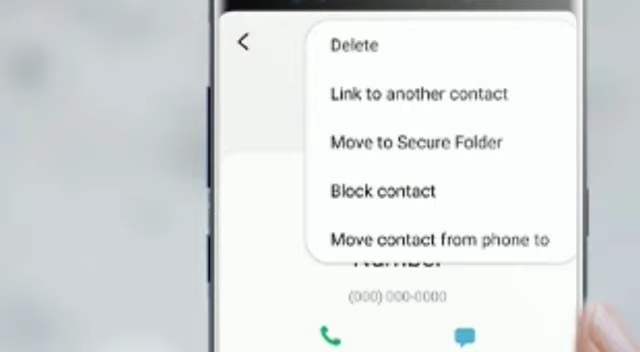 Delete
Link to another contact
Move to Secure Folder
Block contact
Move contact from phone to
Number
(000) 000-0000